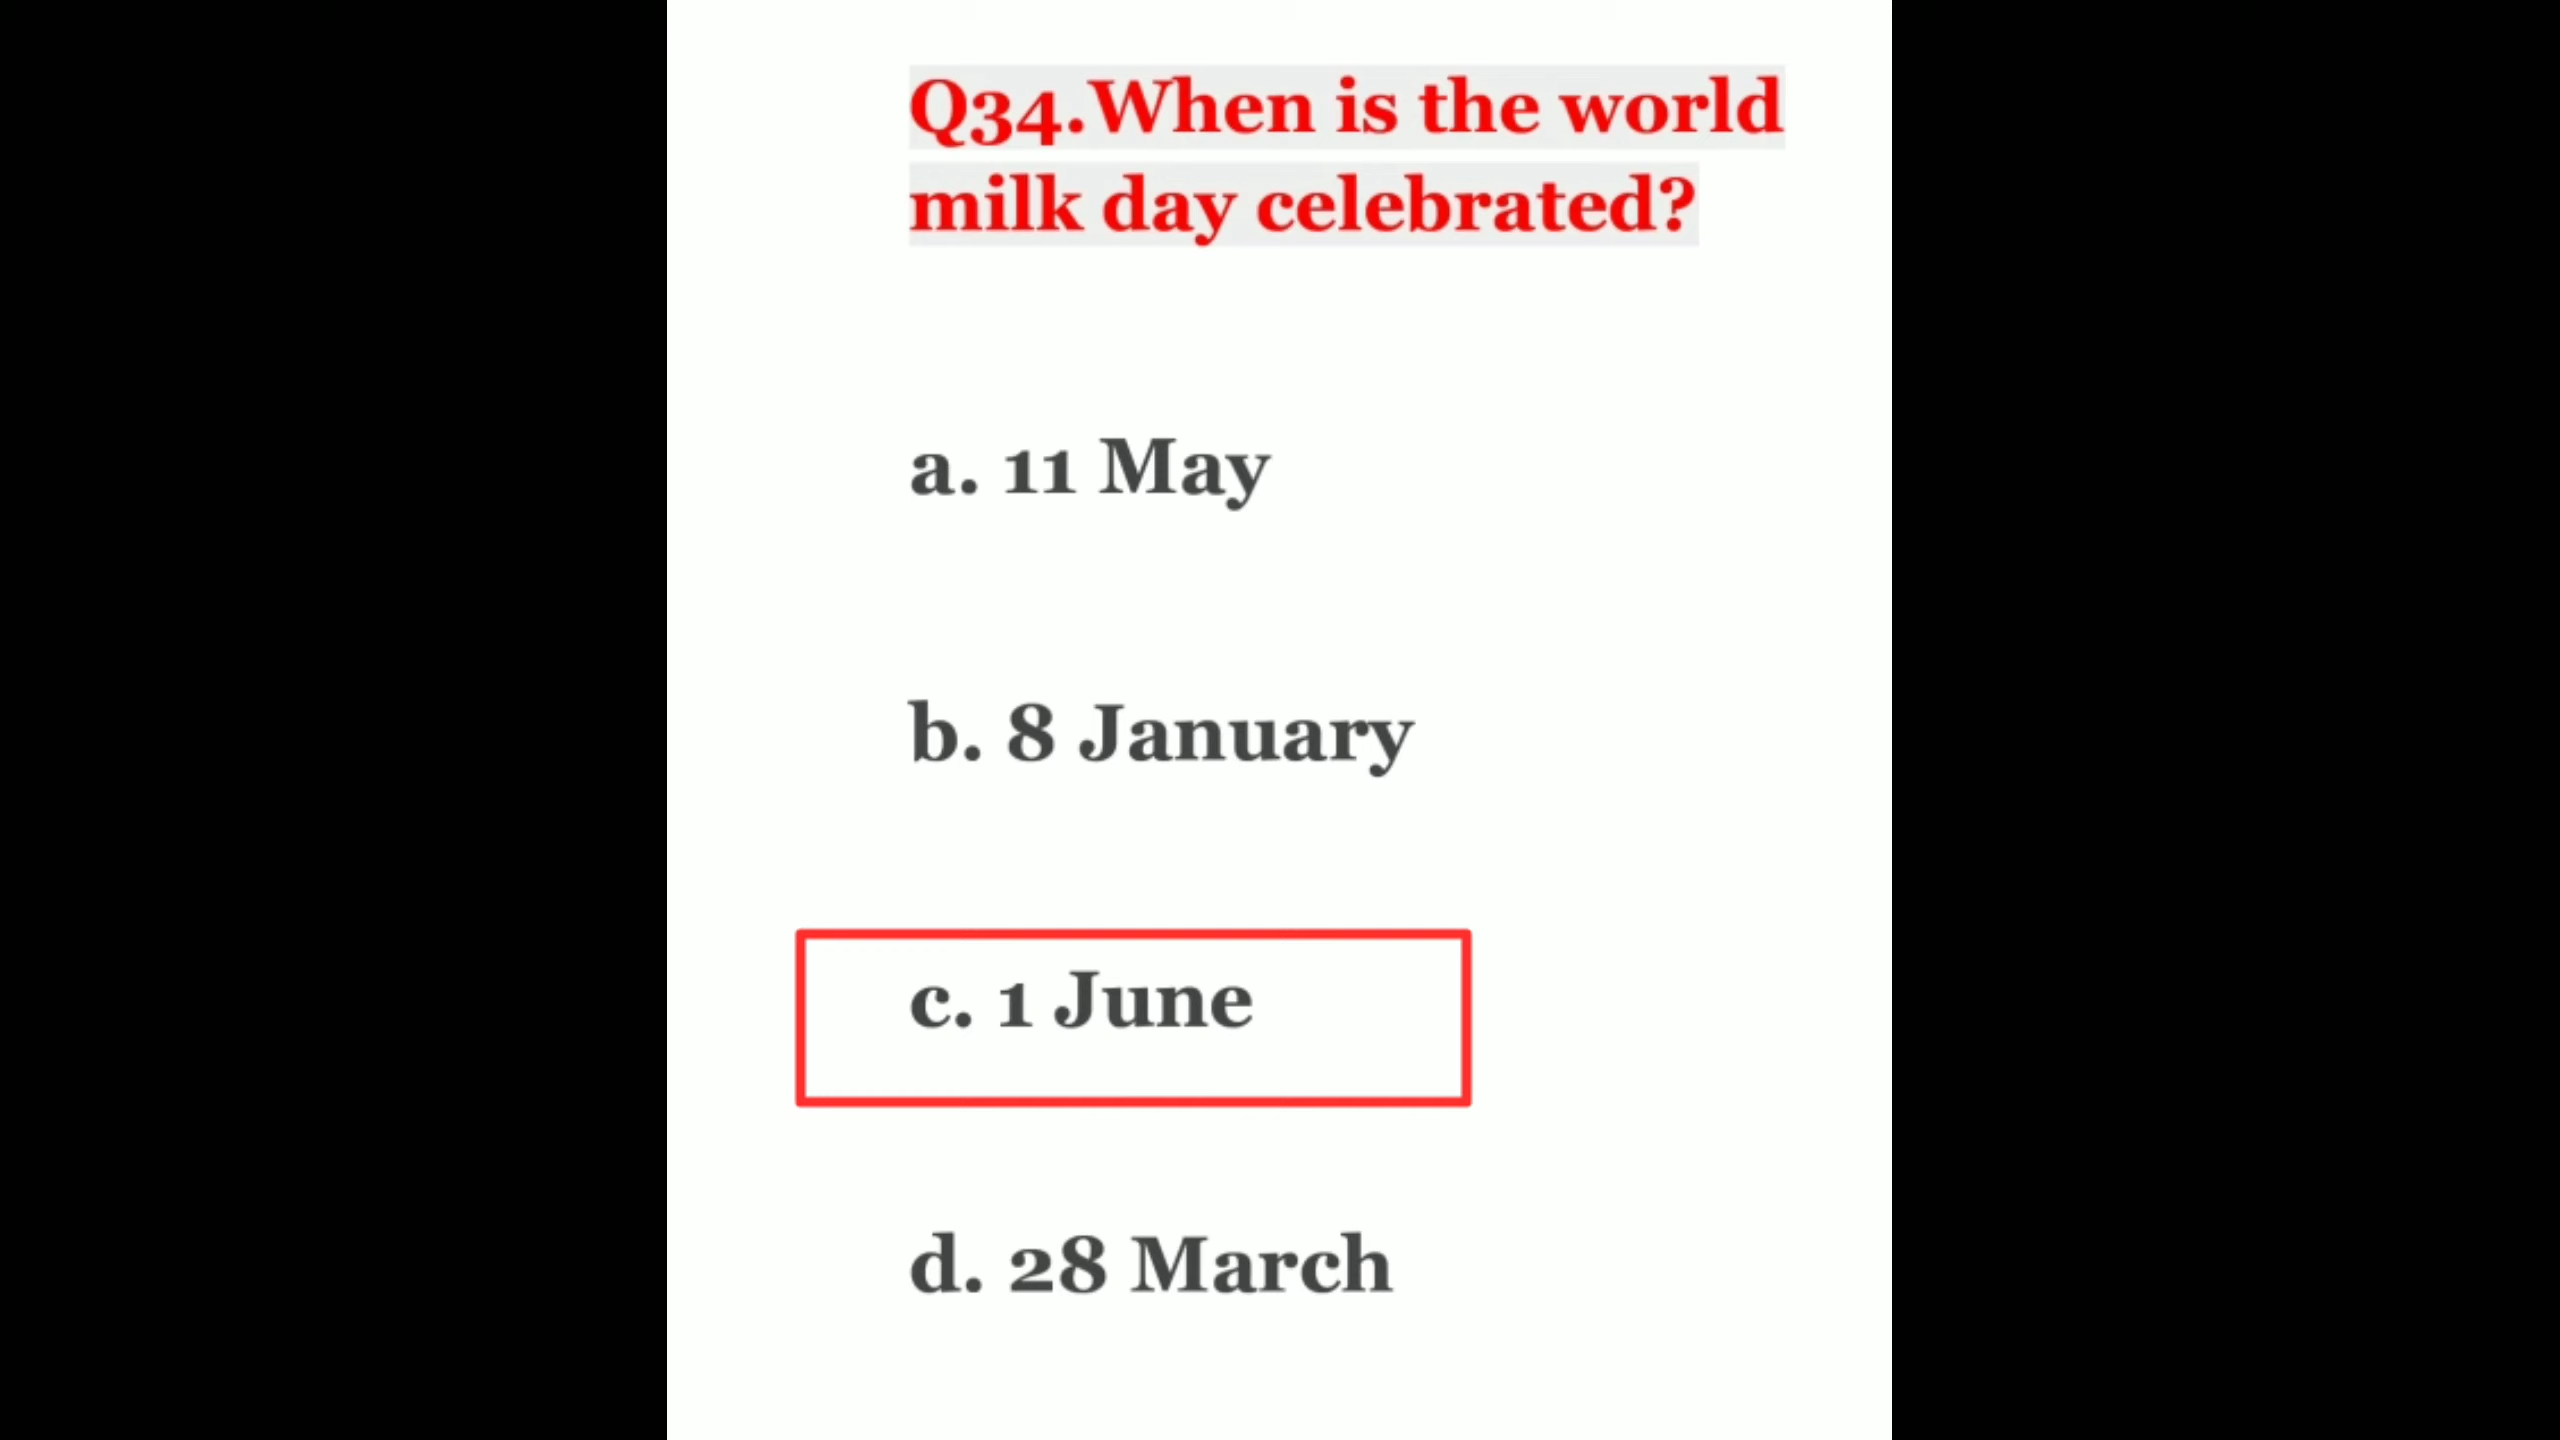 Q34.When is the world
milk day celebrated?
a. 11 May
b. 8 January
c. 1 June
d. 28 March